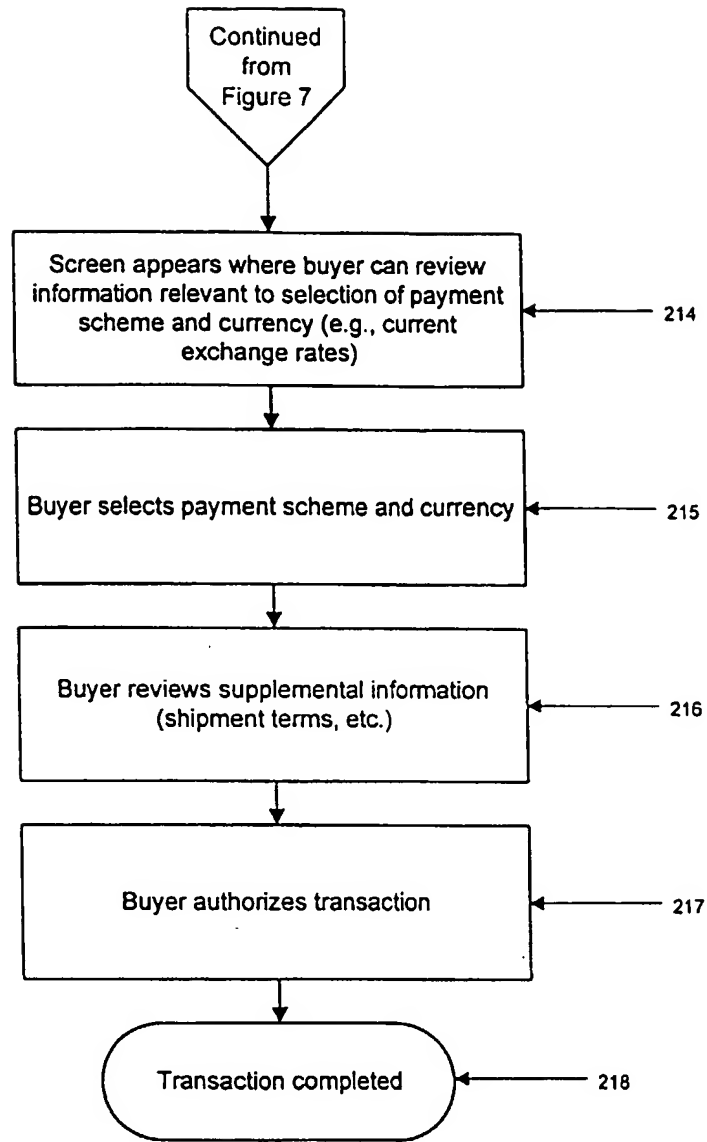 Continued
from
Figure 7
Screen appears where buyer can review
information relevant to selection of payment
scheme and currency (e.g., current
exchange rates)
214
Buyer selects payment scheme and currency
215
Buyer reviews supplemental information
(shipment terms, etc.)
216
Buyer authorizes transaction
217
Transaction completed
218